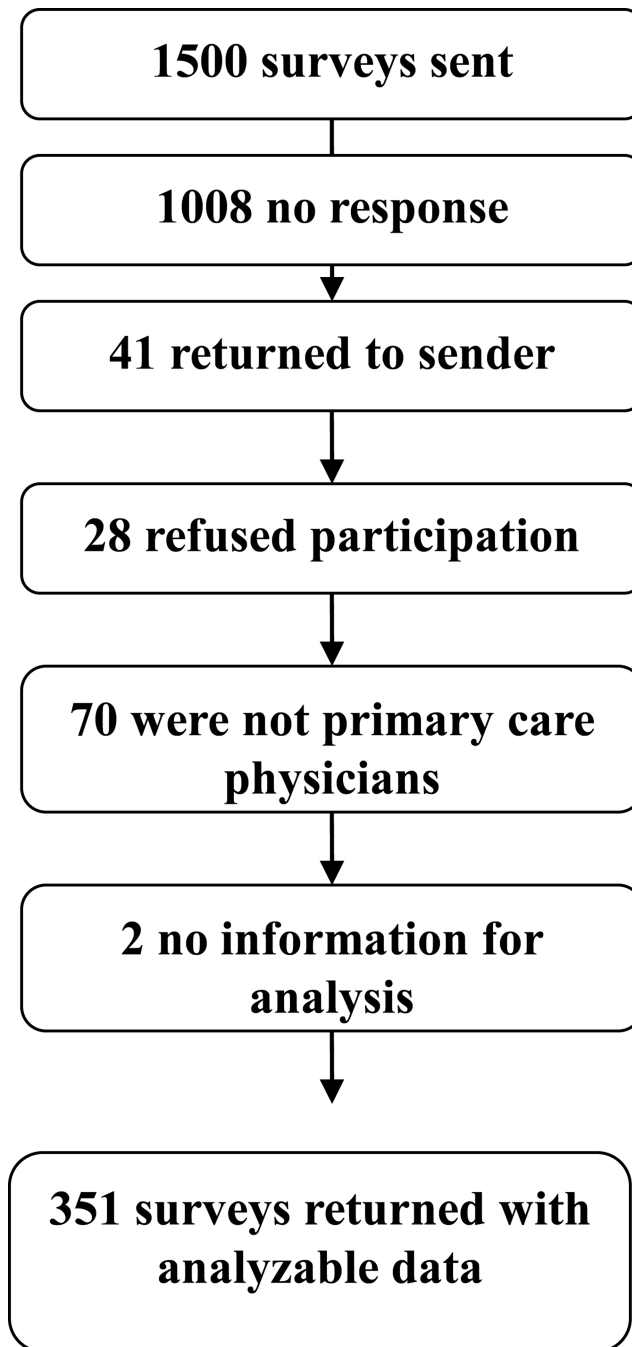 1500 surveys sent
1008 no response
41 returned to sender
28 refused participation
70 were not primary care
physicians
2 no information for
analysis
351 surveys returned with
analyzable data